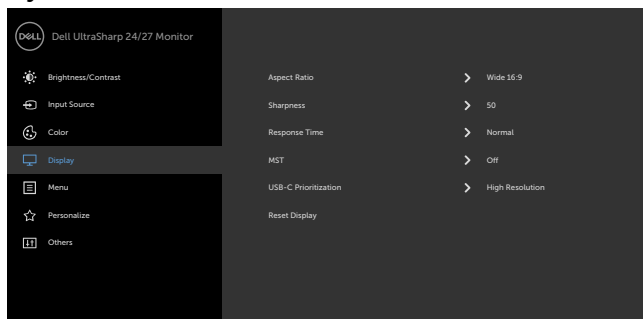 DELL
Dell UltraSharp 24/27 Monitor
Brightness/Contrast
Input Source
Color
Display
Menu
Personalize
Others
Aspect Ratio
Wide 16:9
Sharpness
50
Response Time
Normal
MST
Off
USB-C Prioritization
High Resolution
Reset Display